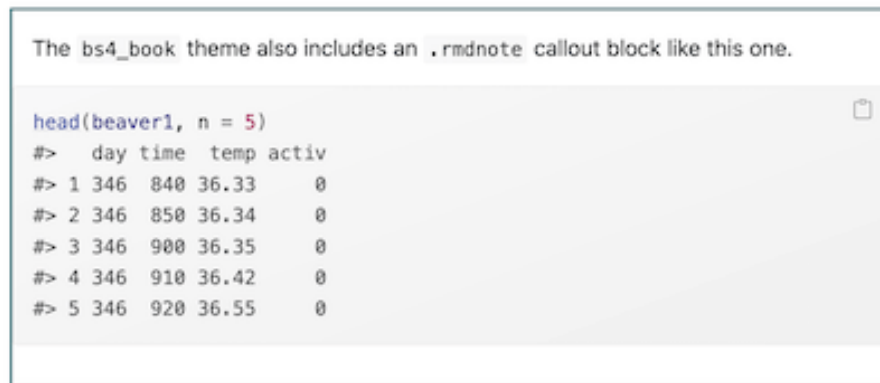 The bs4_book theme also includes an .rmdnote callout block like this one.
head(beaver1, n = 5)
#>   day time  temp activ
#> 1 346  840 36.33     0
#> 2 346  850 36.34     0
#> 3 346  900 36.35     0
#> 4 346  910 36.42     0
#> 5 346  920 36.55     0